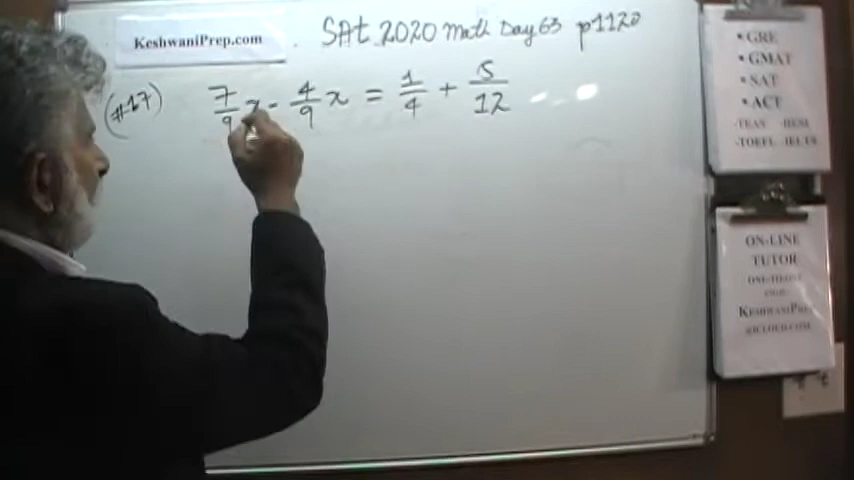 KeshwaniPrep.com
SAt 2020 Math Day 63 p1120
(#17) 7/9 x - 4/9 x = 1/4 + 5/12
• GRE
• GMAT
• SAT
• ACT
-TEAS -HESI
-TOEFL -IELTS
ON-LINE
TUTOR